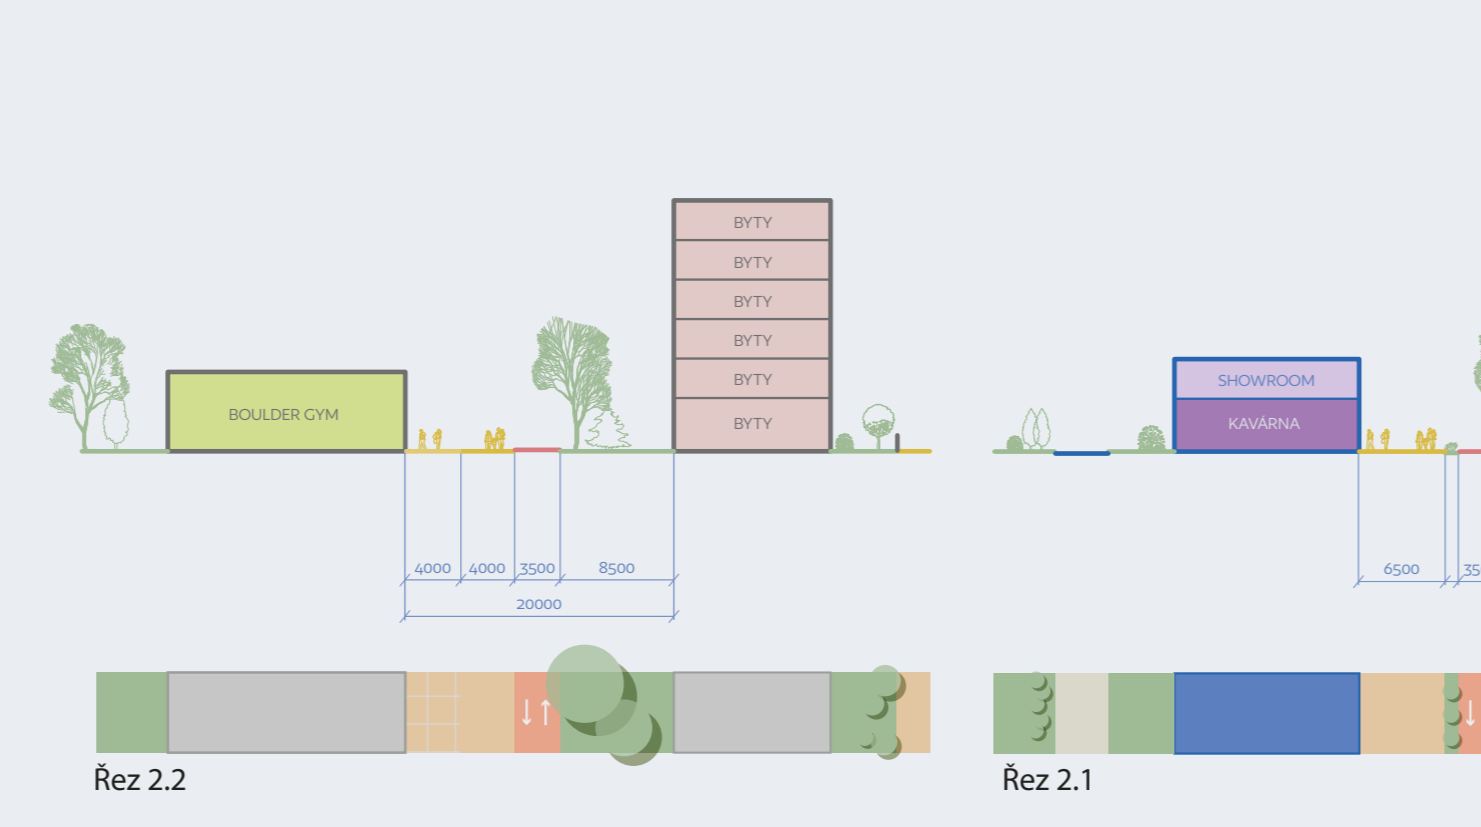 BYTY
BYTY
BYTY
BYTY
BYTY
BYTY
BOULDER GYM
SHOWROOM
KAVÁRNA
4000 4000 3500 8500
20000
6500
Řez 2.2
Řez 2.1